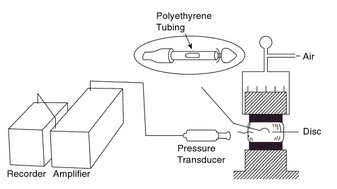 Polyethyrene
Tubing
Air
Disc
Pressure
Transducer
Recorder Amplifier